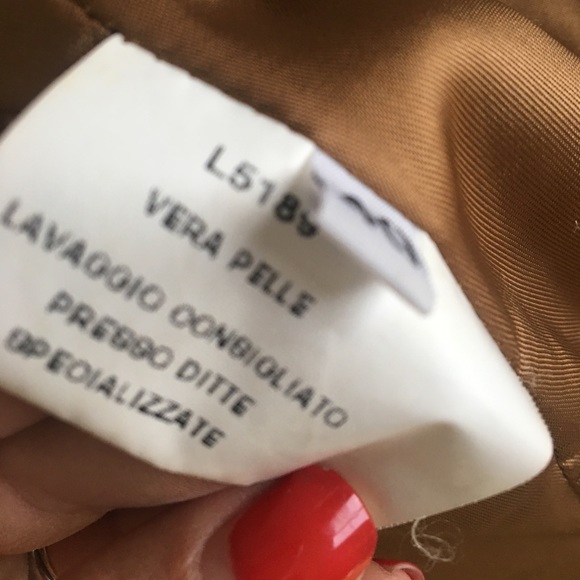 L5189
VERA PELLE
LAVAGGIO CONSIGLIATO
PRESSO DITTE
SPECIALIZZATE